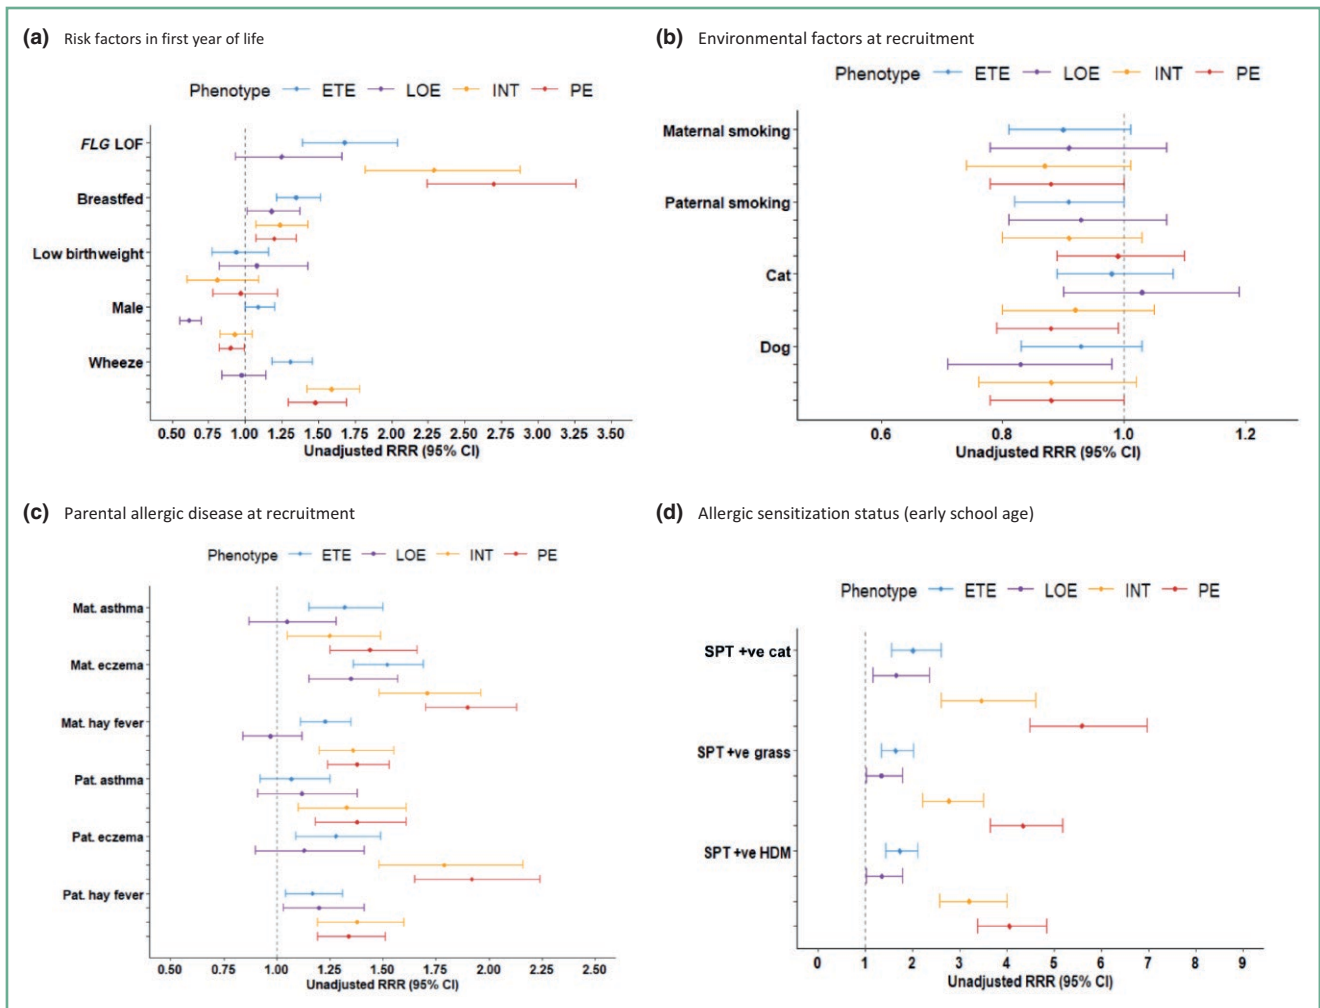 (a) Risk factors in first year of life
Phenotype ETE LOE INT PE
FLG LOF
Breastfed
Low birthweight
Male
Wheeze
0.50 0.75 1.00 1.25 1.50 1.75 2.00 2.25 2.50 2.75 3.00 3.25 3.50
Unadjusted RRR (95% CI)
(b) Environmental factors at recruitment
Phenotype ETE LOE INT PE
Maternal smoking
Paternal smoking
Cat
Dog
0.6 0.8 1.0 1.2
Unadjusted RRR (95% CI)
(c) Parental allergic disease at recruitment
Phenotype ETE LOE INT PE
Mat. asthma
Mat. eczema
Mat. hay fever
Pat. asthma
Pat. eczema
Pat. hay fever
0.50 0.75 1.00 1.25 1.50 1.75 2.00 2.25 2.50
Unadjusted RRR (95% CI)
(d) Allergic sensitization status (early school age)
Phenotype ETE LOE INT PE
SPT +ve cat
SPT +ve grass
SPT +ve HDM
0 1 2 3 4 5 6 7 8 9
Unadjusted RRR (95% CI)